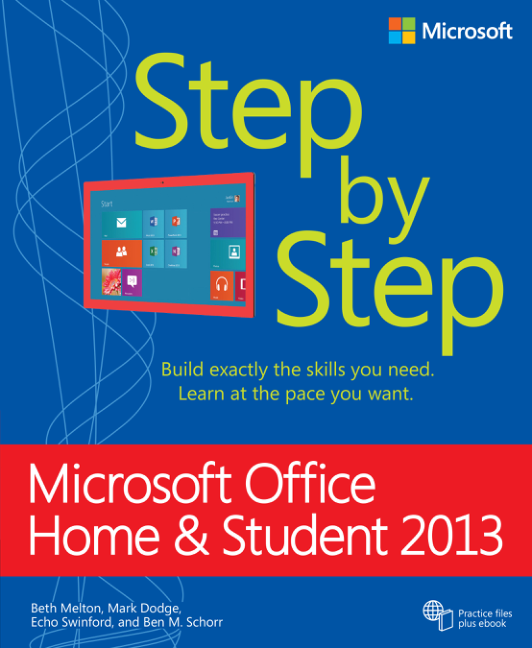 Microsoft
Step
by
Step
Start
Build exactly the skills you need.
Learn at the pace you want.
Microsoft Office
Home & Student 2013
Beth Melton, Mark Dodge,
Echo Swinford, and Ben M. Schorr
Practice files
plus ebook